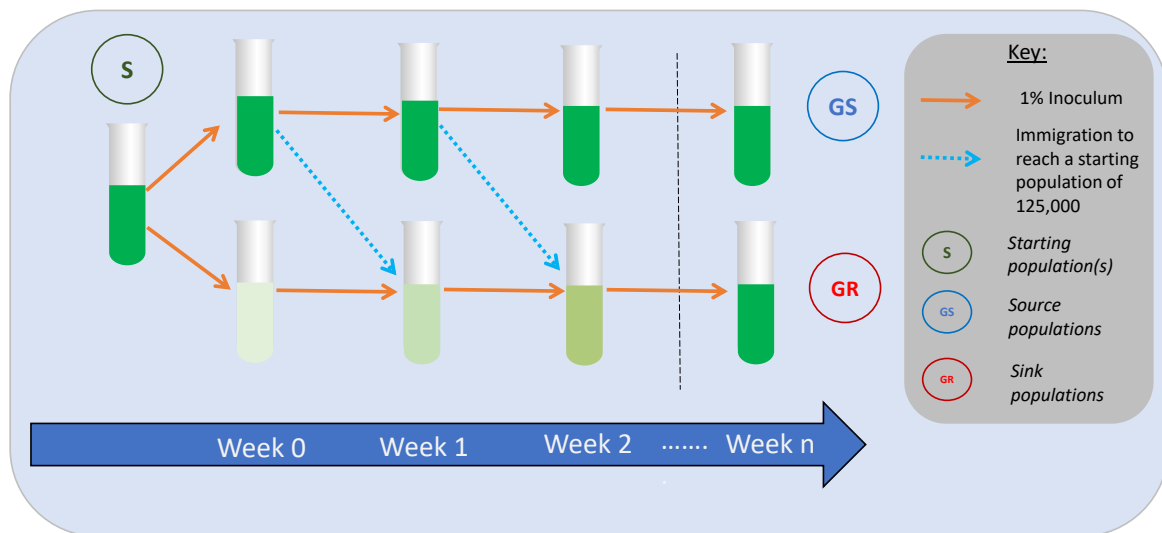 S
GS
GR
Week 0
Week 1
Week 2
.......
Week n
.
Key:
1% Inoculum
Immigration to
reach a starting
population of
125,000
S
Starting
population(s)
GS
Source
populations
GR
Sink
populations